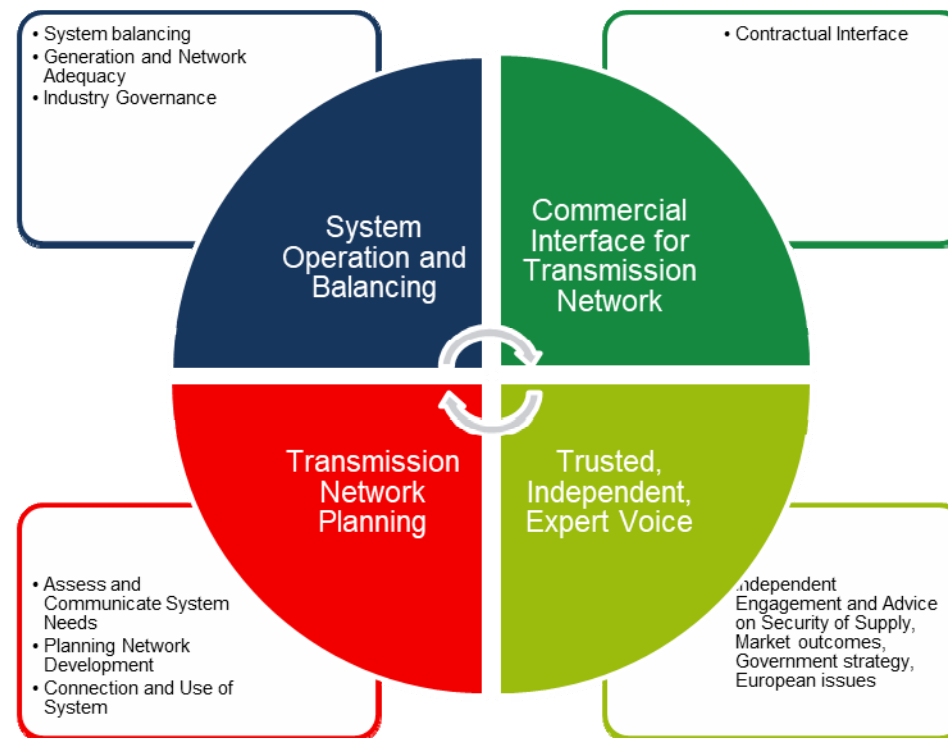 • System balancing
• Generation and Network
Adequacy
• Industry Governance
• Contractual Interface
System
Operation and
Balancing
Commercial
Interface for
Transmission
Network
Transmission
Network
Planning
Trusted,
Independent,
Expert Voice
• Assess and
Communicate System
Needs
• Planning Network
Development
• Connection and Use of
System
Independent
Engagement and Advice
on Security of Supply,
Market outcomes,
Government strategy,
European issues